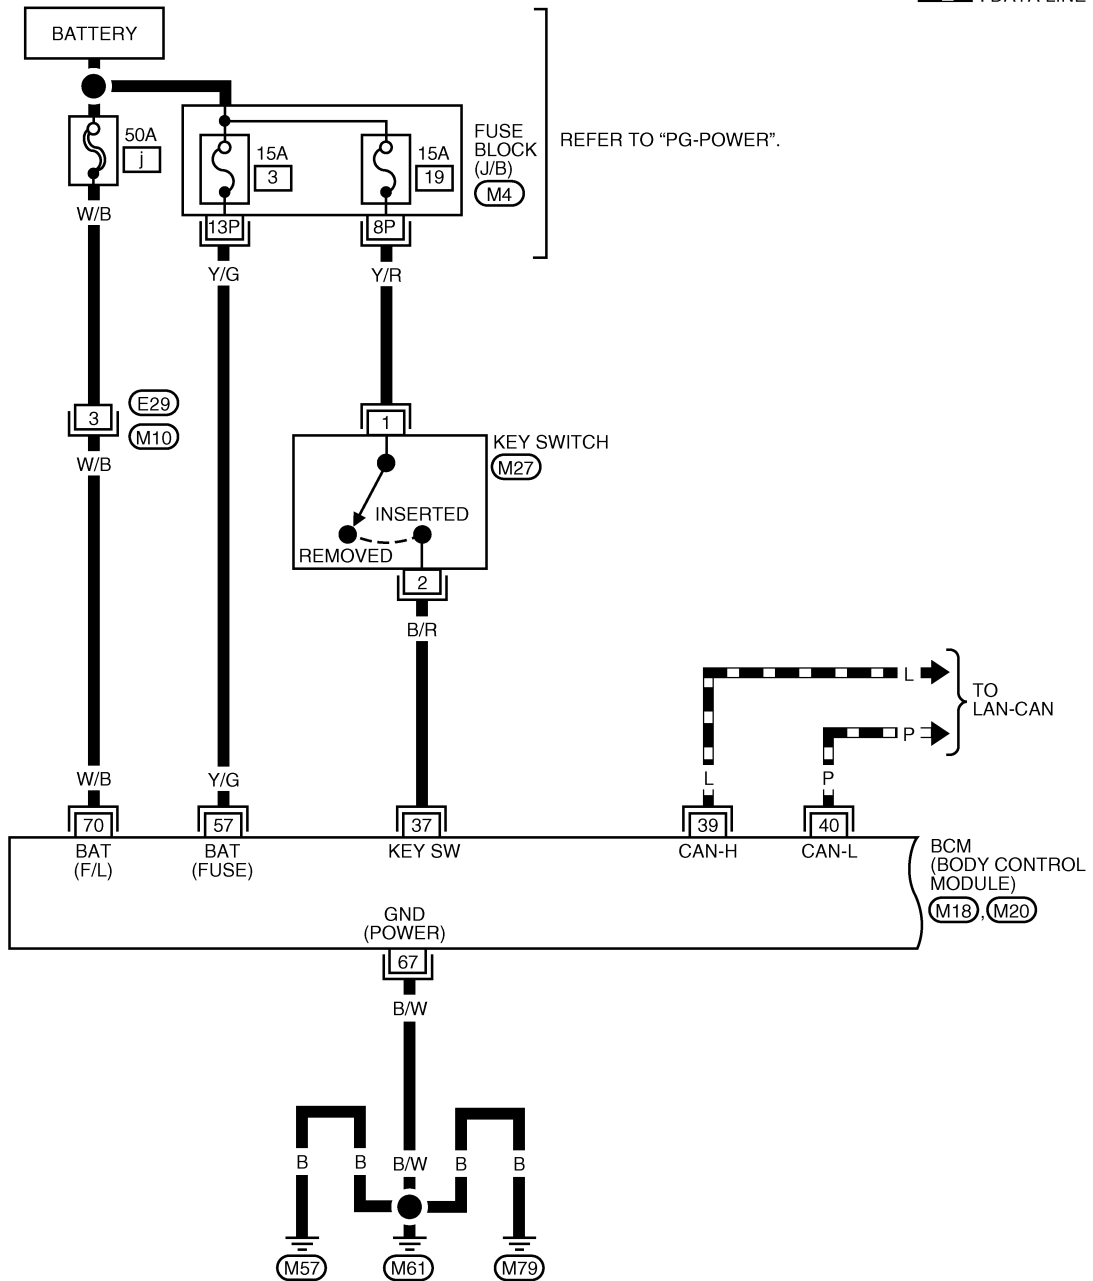 : DATA LINE
BATTERY
50A
j
15A
3
15A
19
FUSE
BLOCK
(J/B)
M4
REFER TO “PG-POWER”.
W/B
13P
8P
Y/G
Y/R
3
E29
M10
1
KEY SWITCH
M27
W/B
INSERTED
REMOVED
2
B/R
L
P
TO
LAN-CAN
W/B
Y/G
L
P
70
57
37
39
40
BAT
(F/L)
BAT
(FUSE)
KEY SW
CAN-H
CAN-L
BCM
(BODY CONTROL
MODULE)
M18 , M20
GND
(POWER)
67
B/W
B
B
B/W
B
B
M57
M61
M79